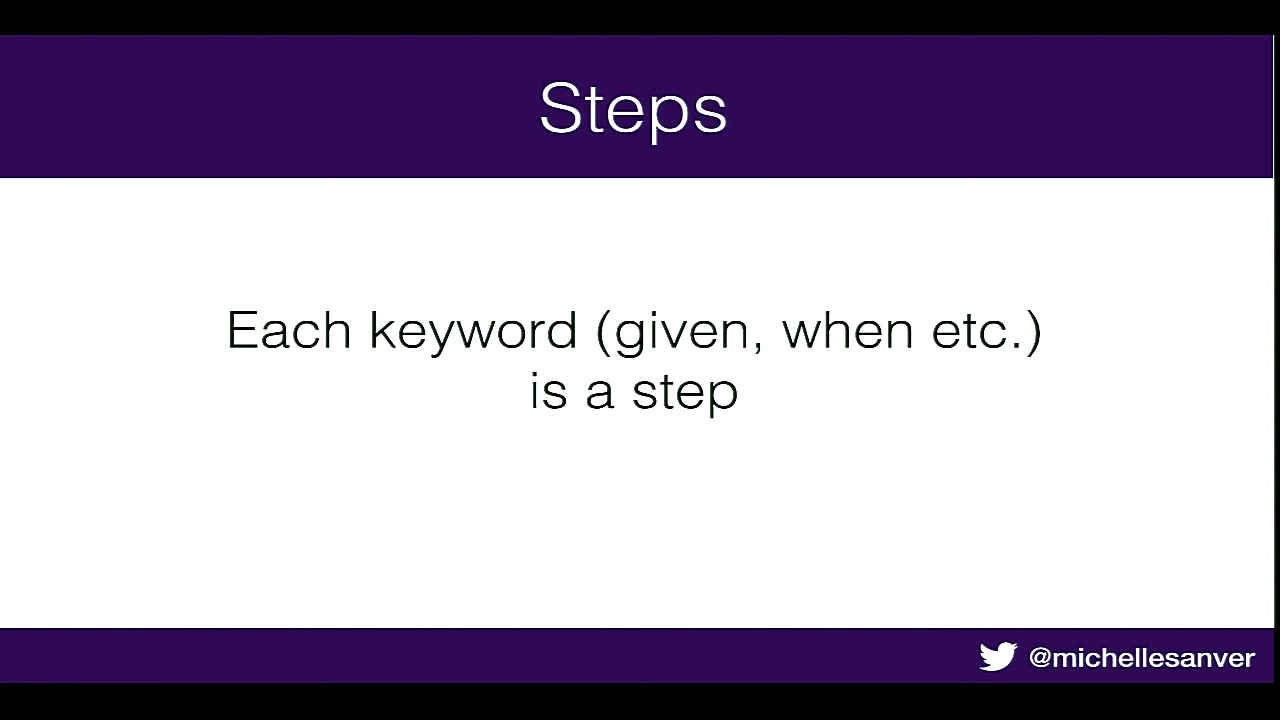 Steps
Each keyword (given, when etc.)
is a step
@michellesanver